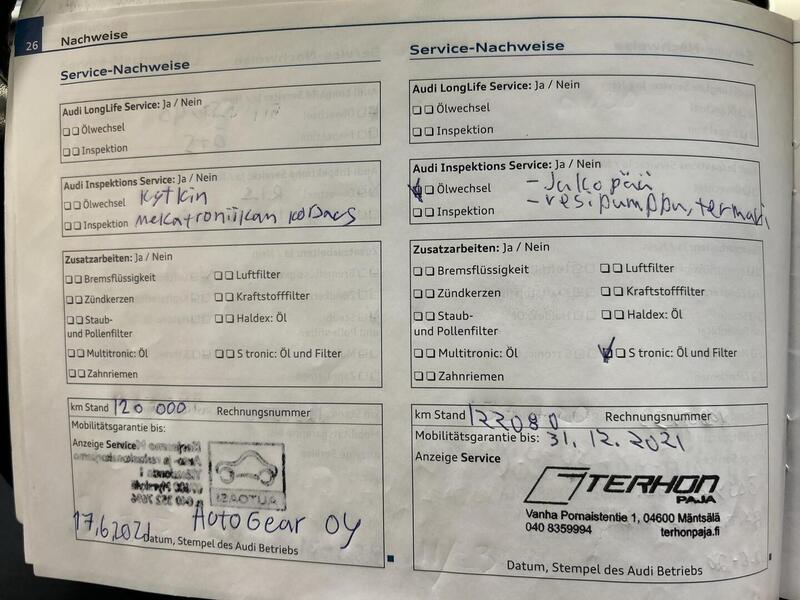 26
Nachweise
Service-Nachweise
Audi LongLife Service: Ja / Nein
Ölwechsel
Inspektion
Audi Inspektions Service: Ja / Nein
Ölwechsel Kytkin
Inspektion mekatroniikan korjaus
Zusatzarbeiten: Ja / Nein
Bremsflüssigkeit Luftfilter
Zündkerzen Kraftstofffilter
Staub- Haldex: Öl
und Pollenfilter
Multitronic: Öl S tronic: Öl und Filter
Zahnriemen
km Stand 120 000 Rechnungsnummer
Mobilitätsgarantie bis:
Anzeige Service
17,6,2021 AutoGear OY
Datum, Stempel des Audi Betriebs
Service-Nachweise
Audi LongLife Service: Ja / Nein
Ölwechsel
Inspektion
Audi Inspektions Service: Ja / Nein
Ölwechsel - Jakopää
Inspektion - vesipumppu,
Zusatzarbeiten: Ja / Nein
Bremsflüssigkeit Luftfilter
Zündkerzen Kraftstofffilter
Staub- Haldex: Öl
und Pollenfilter
Multitronic: Öl S tronic: Öl und Filter
Zahnriemen
km Stand 122080 Rechnungsnummer
Mobilitätsgarantie bis: 31.12.2021
Anzeige Service
TERHON
PAJA
Vanha Pornaistentie 1, 04600 Mäntsälä
040 8359994 terhonpaja.fi
Datum, Stempel des Audi Betriebs